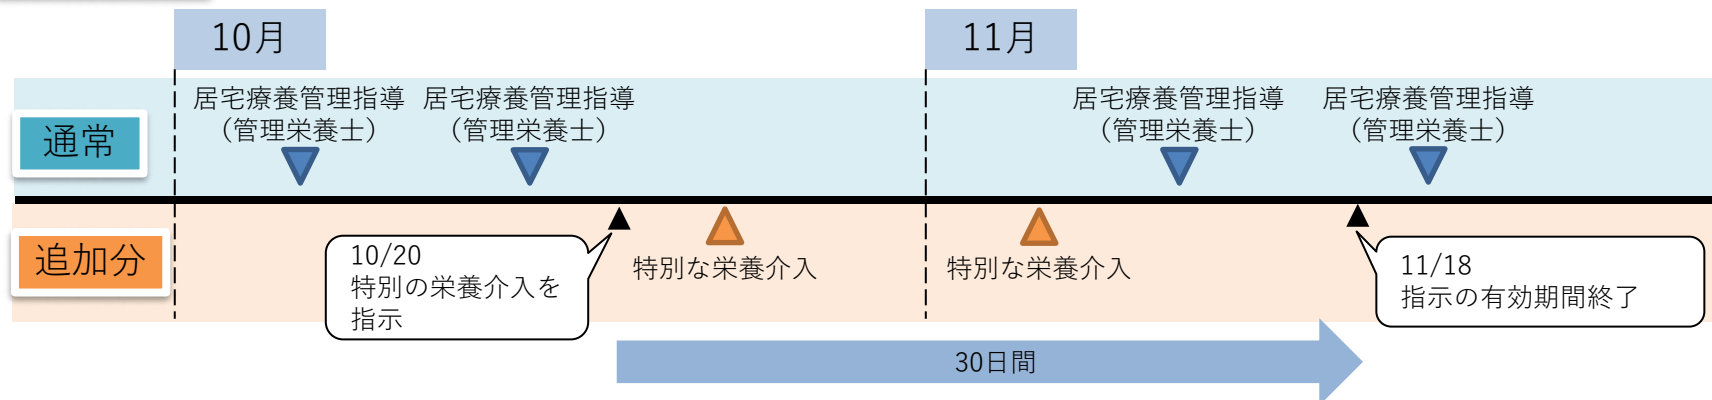 10月
11月
通常
居宅療養管理指導
（管理栄養士）
居宅療養管理指導
（管理栄養士）
居宅療養管理指導
（管理栄養士）
居宅療養管理指導
（管理栄養士）
追加分
10/20
特別の栄養介入を
指示
特別な栄養介入
特別な栄養介入
11/18
指示の有効期間終了
30日間